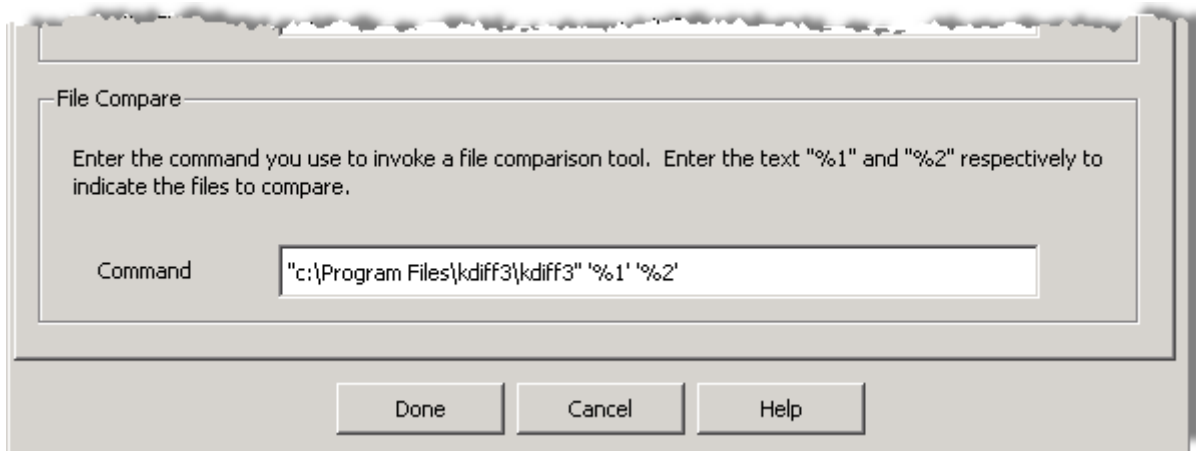 File Compare
Enter the command you use to invoke a file comparison tool.  Enter the text "%1" and "%2" respectively to
indicate the files to compare.
Command "c:\Program Files\kdiff3\kdiff3" '%1' '%2'
Done Cancel Help